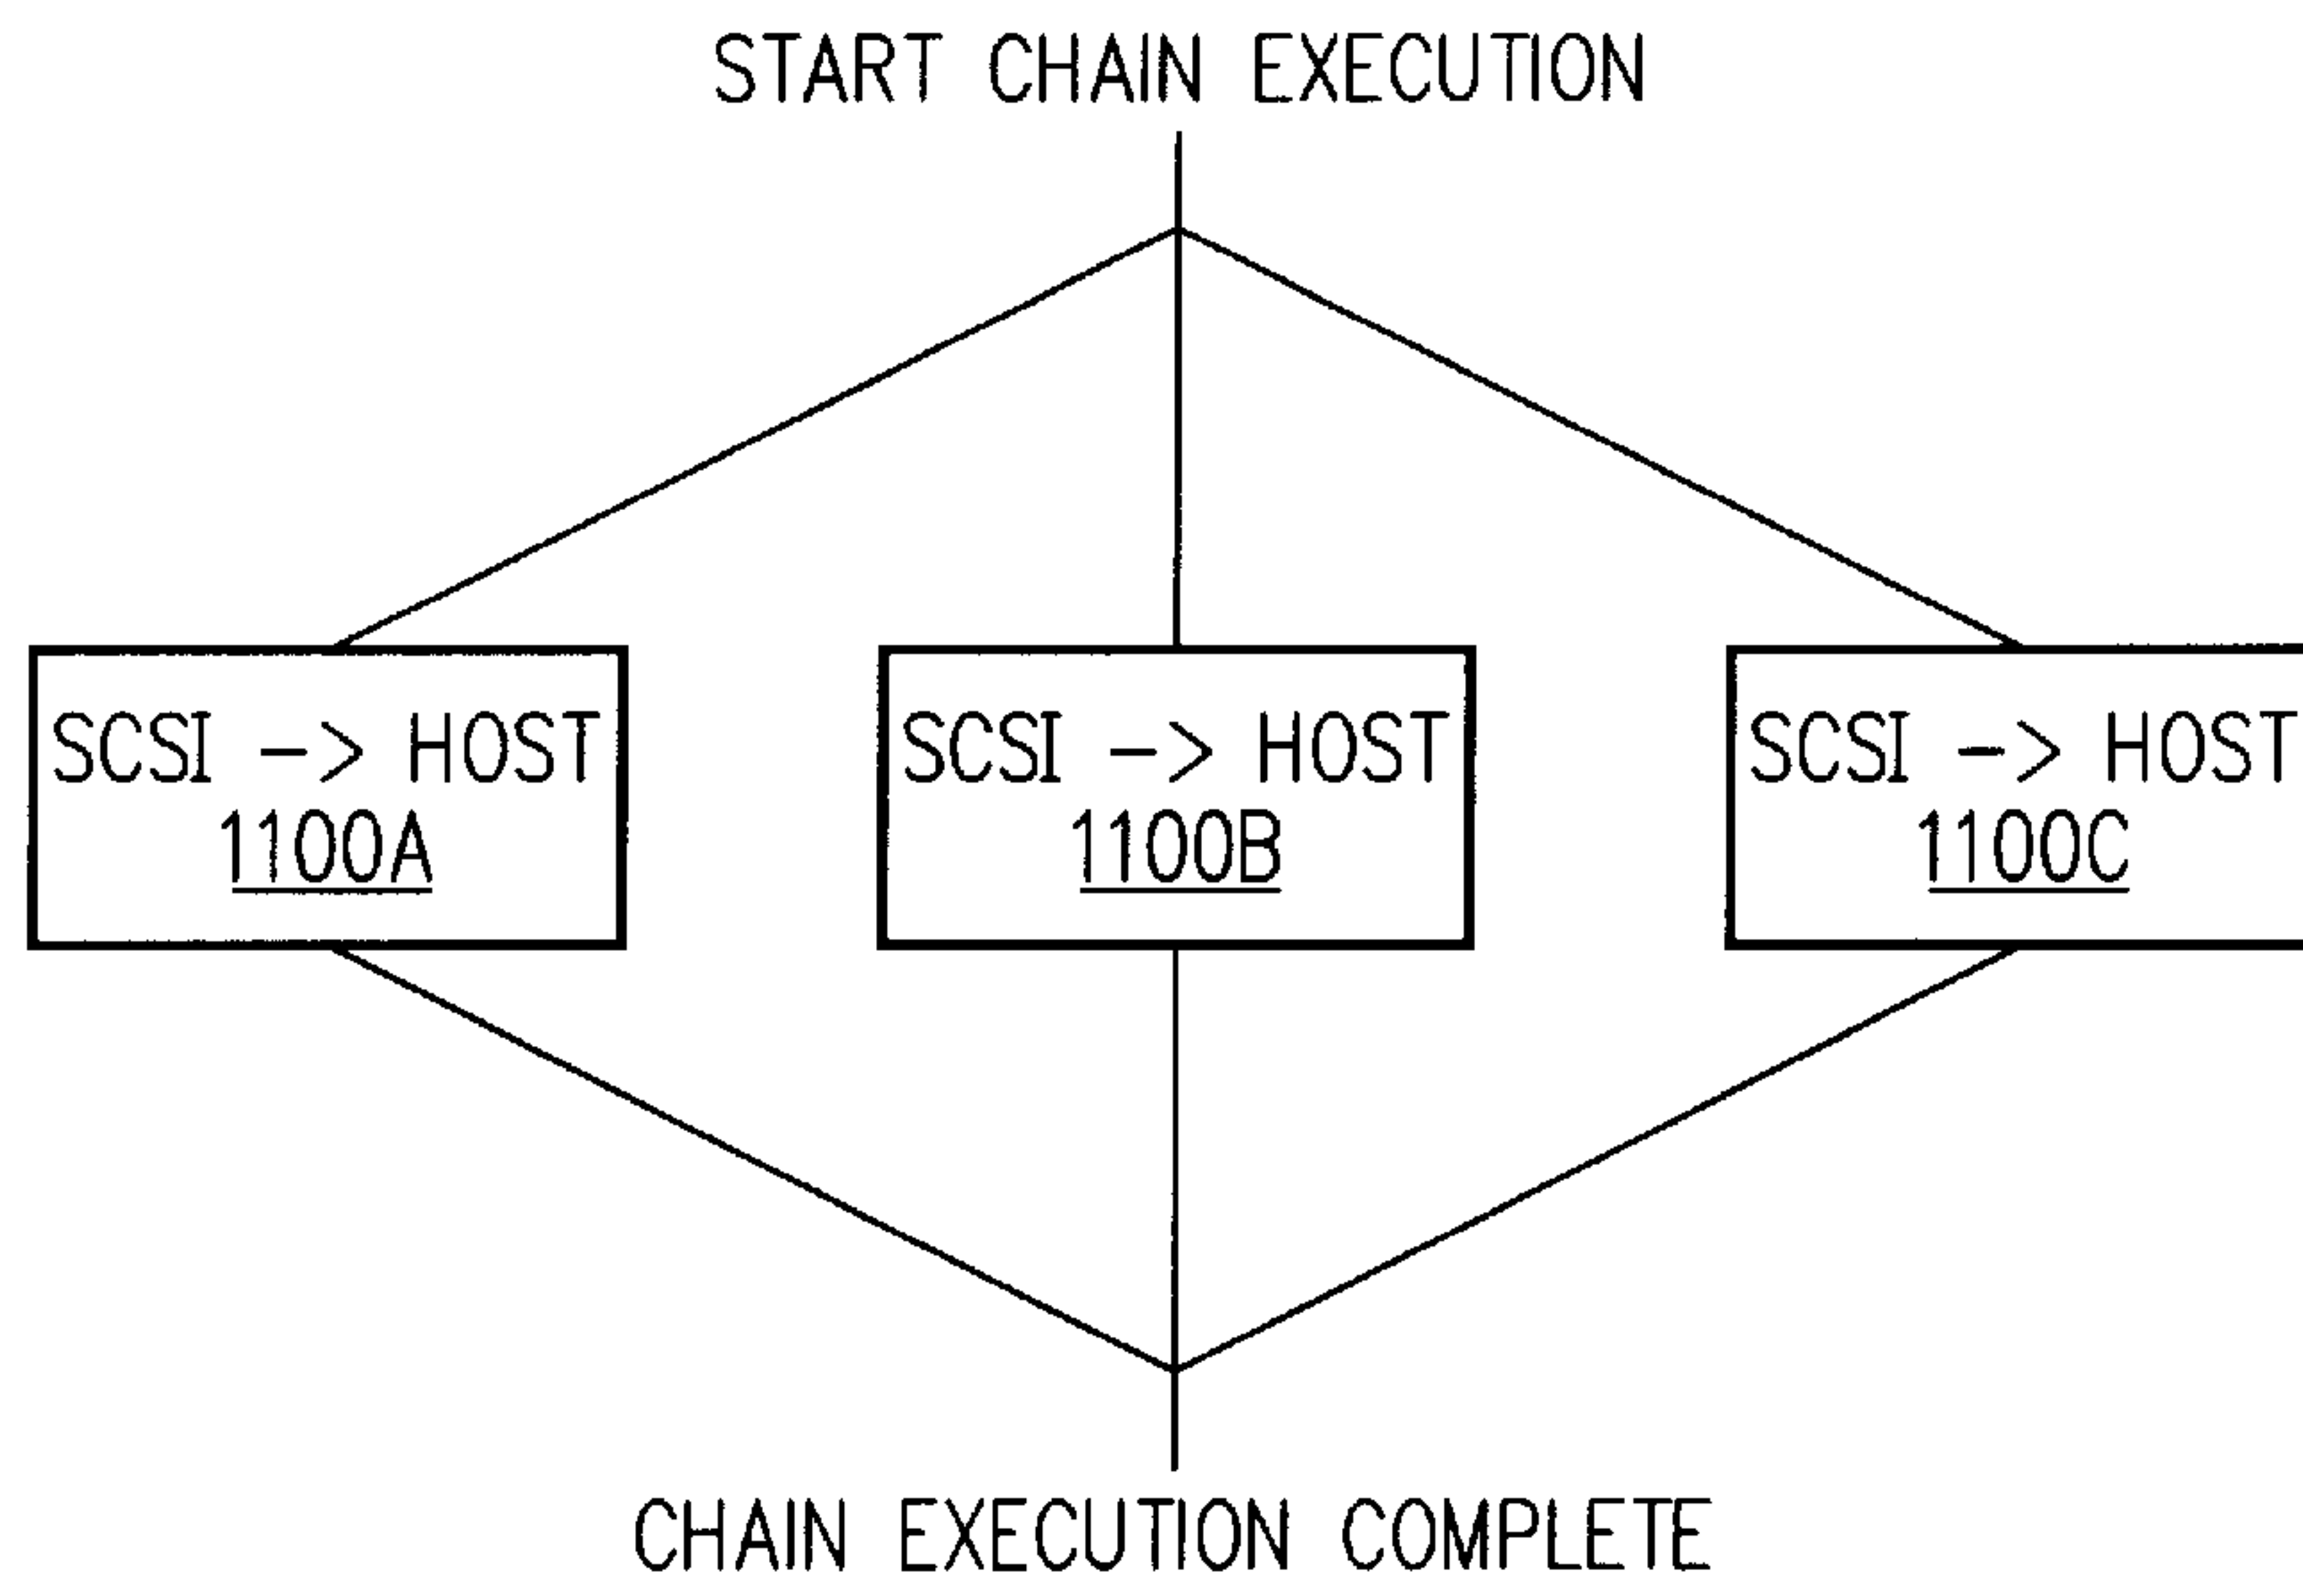 START CHAIN EXECUTION
SCSI -> HOST
1100A
SCSI -> HOST
1100B
SCSI -> HOST
1100C
CHAIN EXECUTION COMPLETE